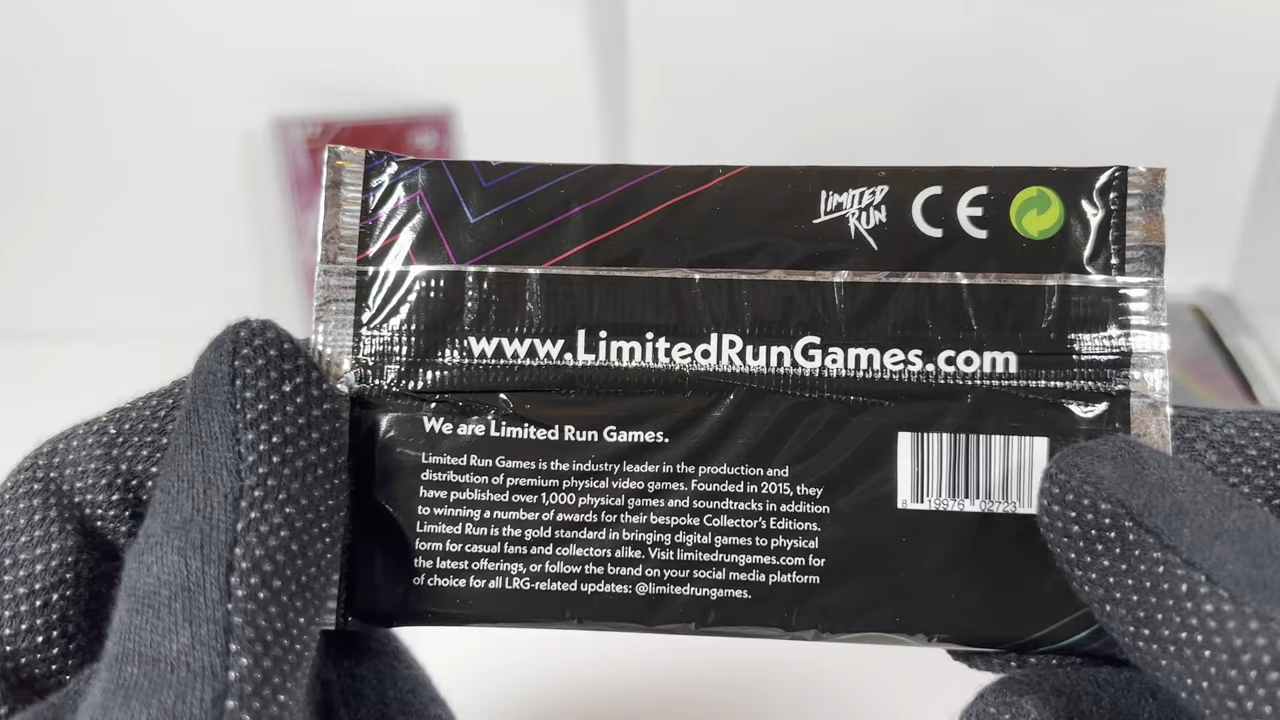 LIMITED
RUN
CE
www.LimitedRunGames.com
We are Limited Run Games.
Limited Run Games is the industry leader in the production and
distribution of premium physical video games. Founded in 2015, they
have published over 1,000 physical games and soundtracks in addition
to winning a number of awards for their bespoke Collector's Editions.
Limited Run is the gold standard in bringing digital games to physical
form for casual fans and collectors alike. Visit limitedrungames.com for
the latest offerings, or follow the brand on your social media platform
of choice for all LRG-related updates: @limitedrungames.
8 19976 02723